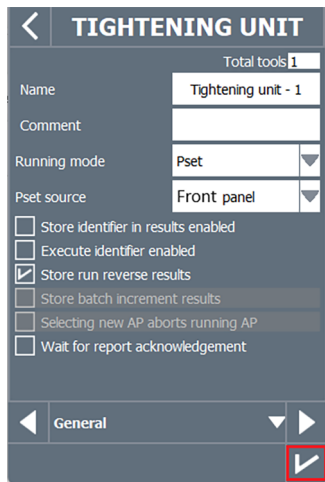 TIGHTENING UNIT
Total tools 1
Name Tightening unit - 1
Comment
Running mode Pset
Pset source Front panel
Store identifier in results enabled
Execute identifier enabled
Store run reverse results
Store batch increment results
Selecting new AP aborts running AP
Wait for report acknowledgement
General